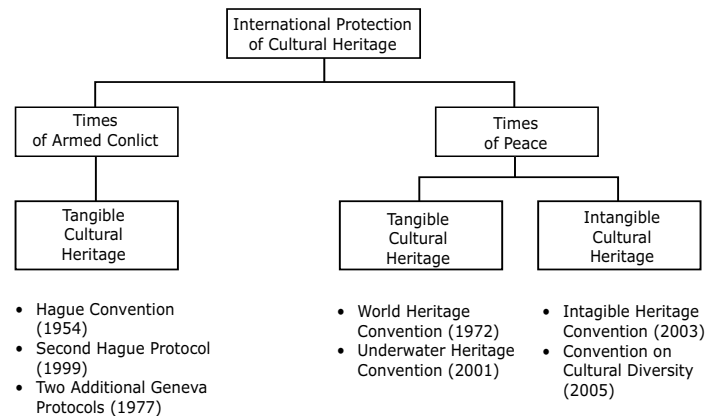 International Protection
of Cultural Heritage
Times
of Armed Conlict
Times
of Peace
Tangible
Cultural
Heritage
Tangible
Cultural
Heritage
Intangible
Cultural
Heritage
• Hague Convention
(1954)
• Second Hague Protocol
(1999)
• Two Additional Geneva
Protocols (1977)
• World Heritage
Convention (1972)
• Underwater Heritage
Convention (2001)
• Intagible Heritage
Convention (2003)
• Convention on
Cultural Diversity
(2005)